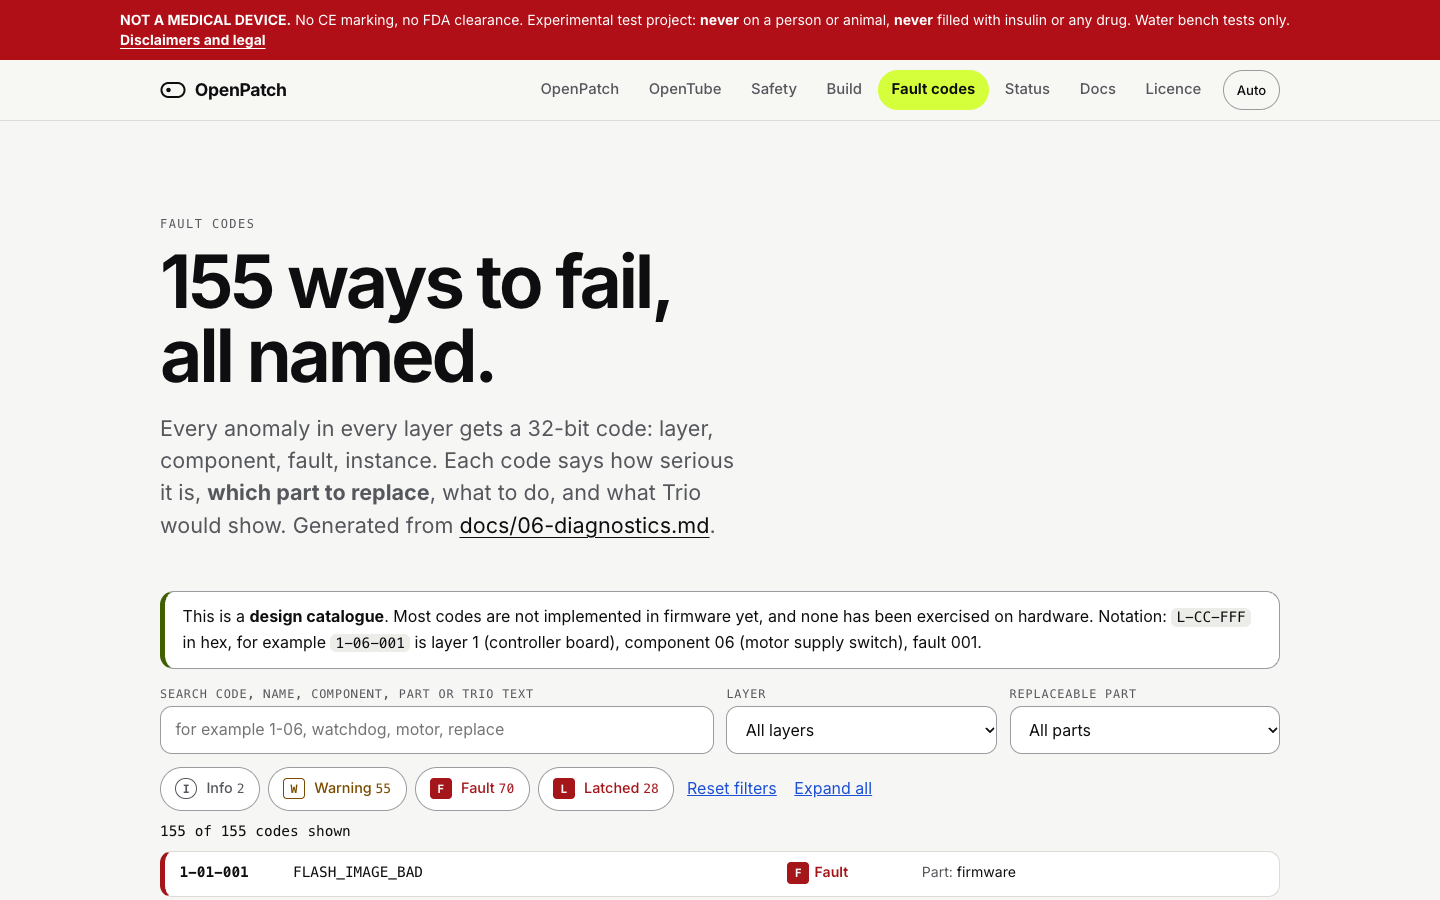 NOT A MEDICAL DEVICE. No CE marking, no FDA clearance. Experimental test project: never on a person or animal, never filled with insulin or any drug. Water bench tests only.
Disclaimers and legal
OpenPatch
OpenPatch OpenTube Safety Build Fault codes Status Docs Licence Auto
FAULT CODES
155 ways to fail,
all named.
Every anomaly in every layer gets a 32-bit code: layer,
component, fault, instance. Each code says how serious
it is, which part to replace, what to do, and what Trio
would show. Generated from docs/06-diagnostics.md.
This is a design catalogue. Most codes are not implemented in firmware yet, and none has been exercised on hardware. Notation: L-CC-FFF
in hex, for example 1-06-001 is layer 1 (controller board), component 06 (motor supply switch), fault 001.
SEARCH CODE, NAME, COMPONENT, PART OR TRIO TEXT
for example 1-06, watchdog, motor, replace
LAYER
All layers
REPLACEABLE PART
All parts
I Info 2 W Warning 55 F Fault 70 L Latched 28 Reset filters Expand all
155 of 155 codes shown
1-01-001 FLASH_IMAGE_BAD F Fault Part: firmware